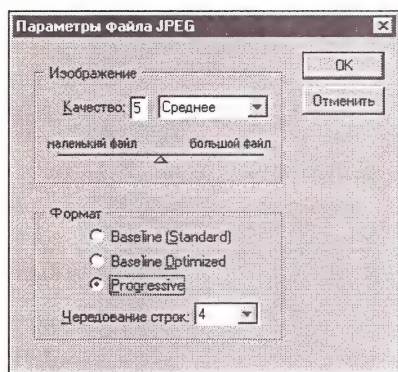 Параметры Файла JPEG
Изображение
Качество: 5 Среднее
маленький файл большой файл
Формат
Baseline (Standard)
Baseline Optimized
Progressive
Чередование строк: 4
OK
Отменить